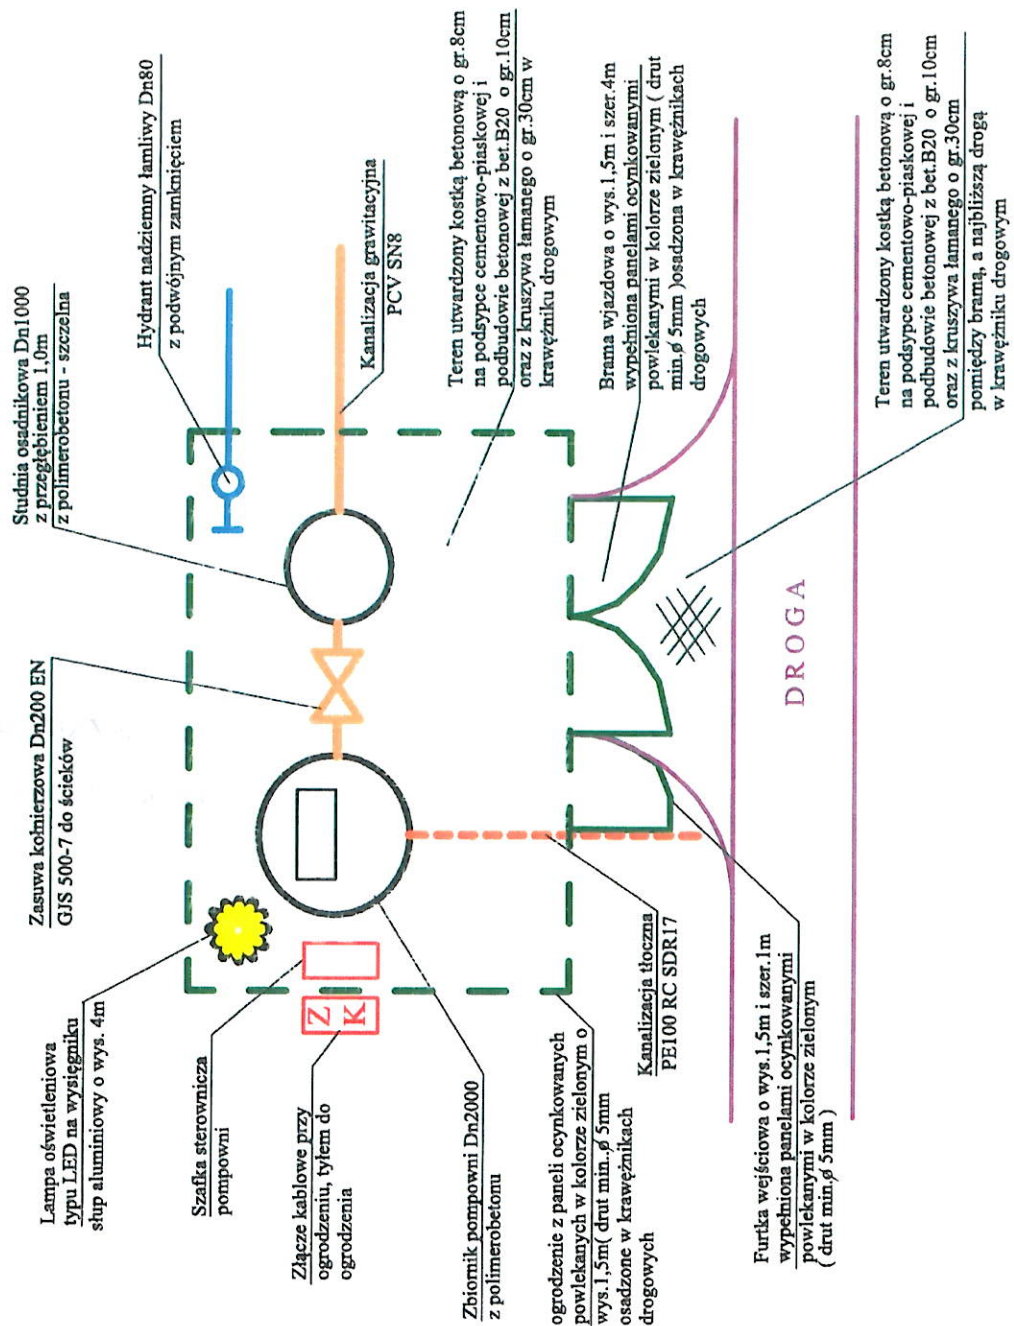 Lampa oświetleniowa
typu LED na wysięgniku
słup aluminiowy o wys. 4m
Zasuwa kołnierzowa Dn200 EN
GJS 500-7 do ścieków
Studnia osadnikowa Dn1000
z przegłębieniem 1,0m
z polimerobetonu - szczelna
Hydrant nadziemny łamliwy Dn80
z podwójnym zamknięciem
Szafka sterownicza
pompowni
Złącze kablowe przy
ogrodzeniu, tyłem do
ogrodzenia
Z
K
Kanalizacja grawitacyjna
PCV SN8
Zbiornik pompowni Dn2000
z polimerobetonu
Teren utwardzony kostką betonową o gr.8cm
na podsypce cementowo-piaskowej i
podbudowie betonowej z bet.B20 o gr.10cm
oraz z kruszywa łamanego o gr.30cm w
krawężniku drogowym
ogrodzenie z paneli ocynkowanych
powlekanych w kolorze zielonym o
wys.1,5m( drut min..ø 5mm
osadzone w krawężnikach
drogowych
Kanalizacja tłoczna
PE100 RC SDR17
Brama wjazdowa o wys.1,5m i szer.4m
wypełniona panelami ocynkowanymi
powlekanymi w kolorze zielonym ( drut
min.ø 5mm )osadzona w krawężnikach
drogowych
Furtka wejściowa o wys.1,5m i szer.1m
wypełniona panelami ocynkowanymi
powlekanymi w kolorze zielonym
( drut min.ø 5mm )
DROGA
Teren utwardzony kostką betonową o gr.8cm
na podsypce cementowo-piaskowej i
podbudowie betonowej z bet.B20 o gr.10cm
oraz z kruszywa łamanego o gr.30cm
pomiędzy bramą, a najbliższą drogą
w krawężniku drogowym